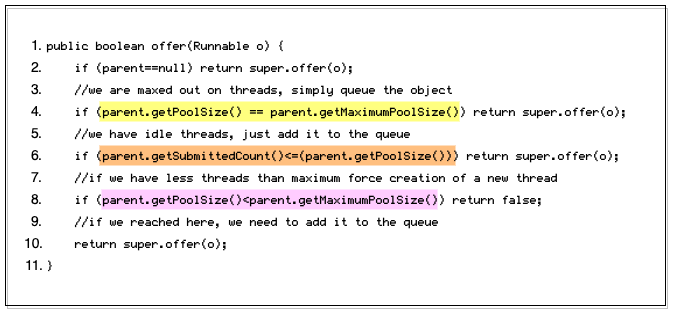 1. public boolean offer(Runnable o) {
2. if (parent==null) return super.offer(o);
3. //we are maxed out on threads, simply queue the object
4. if (parent.getPoolSize() == parent.getMaximumPoolSize()) return super.offer(o);
5. //we have idle threads, just add it to the queue
6. if (parent.getSubmittedCount()<=(parent.getPoolSize())) return super.offer(o);
7. //if we have less threads than maximum force creation of a new thread
8. if (parent.getPoolSize()<parent.getMaximumPoolSize()) return false;
9. //if we reached here, we need to add it to the queue
10. return super.offer(o);
11. }